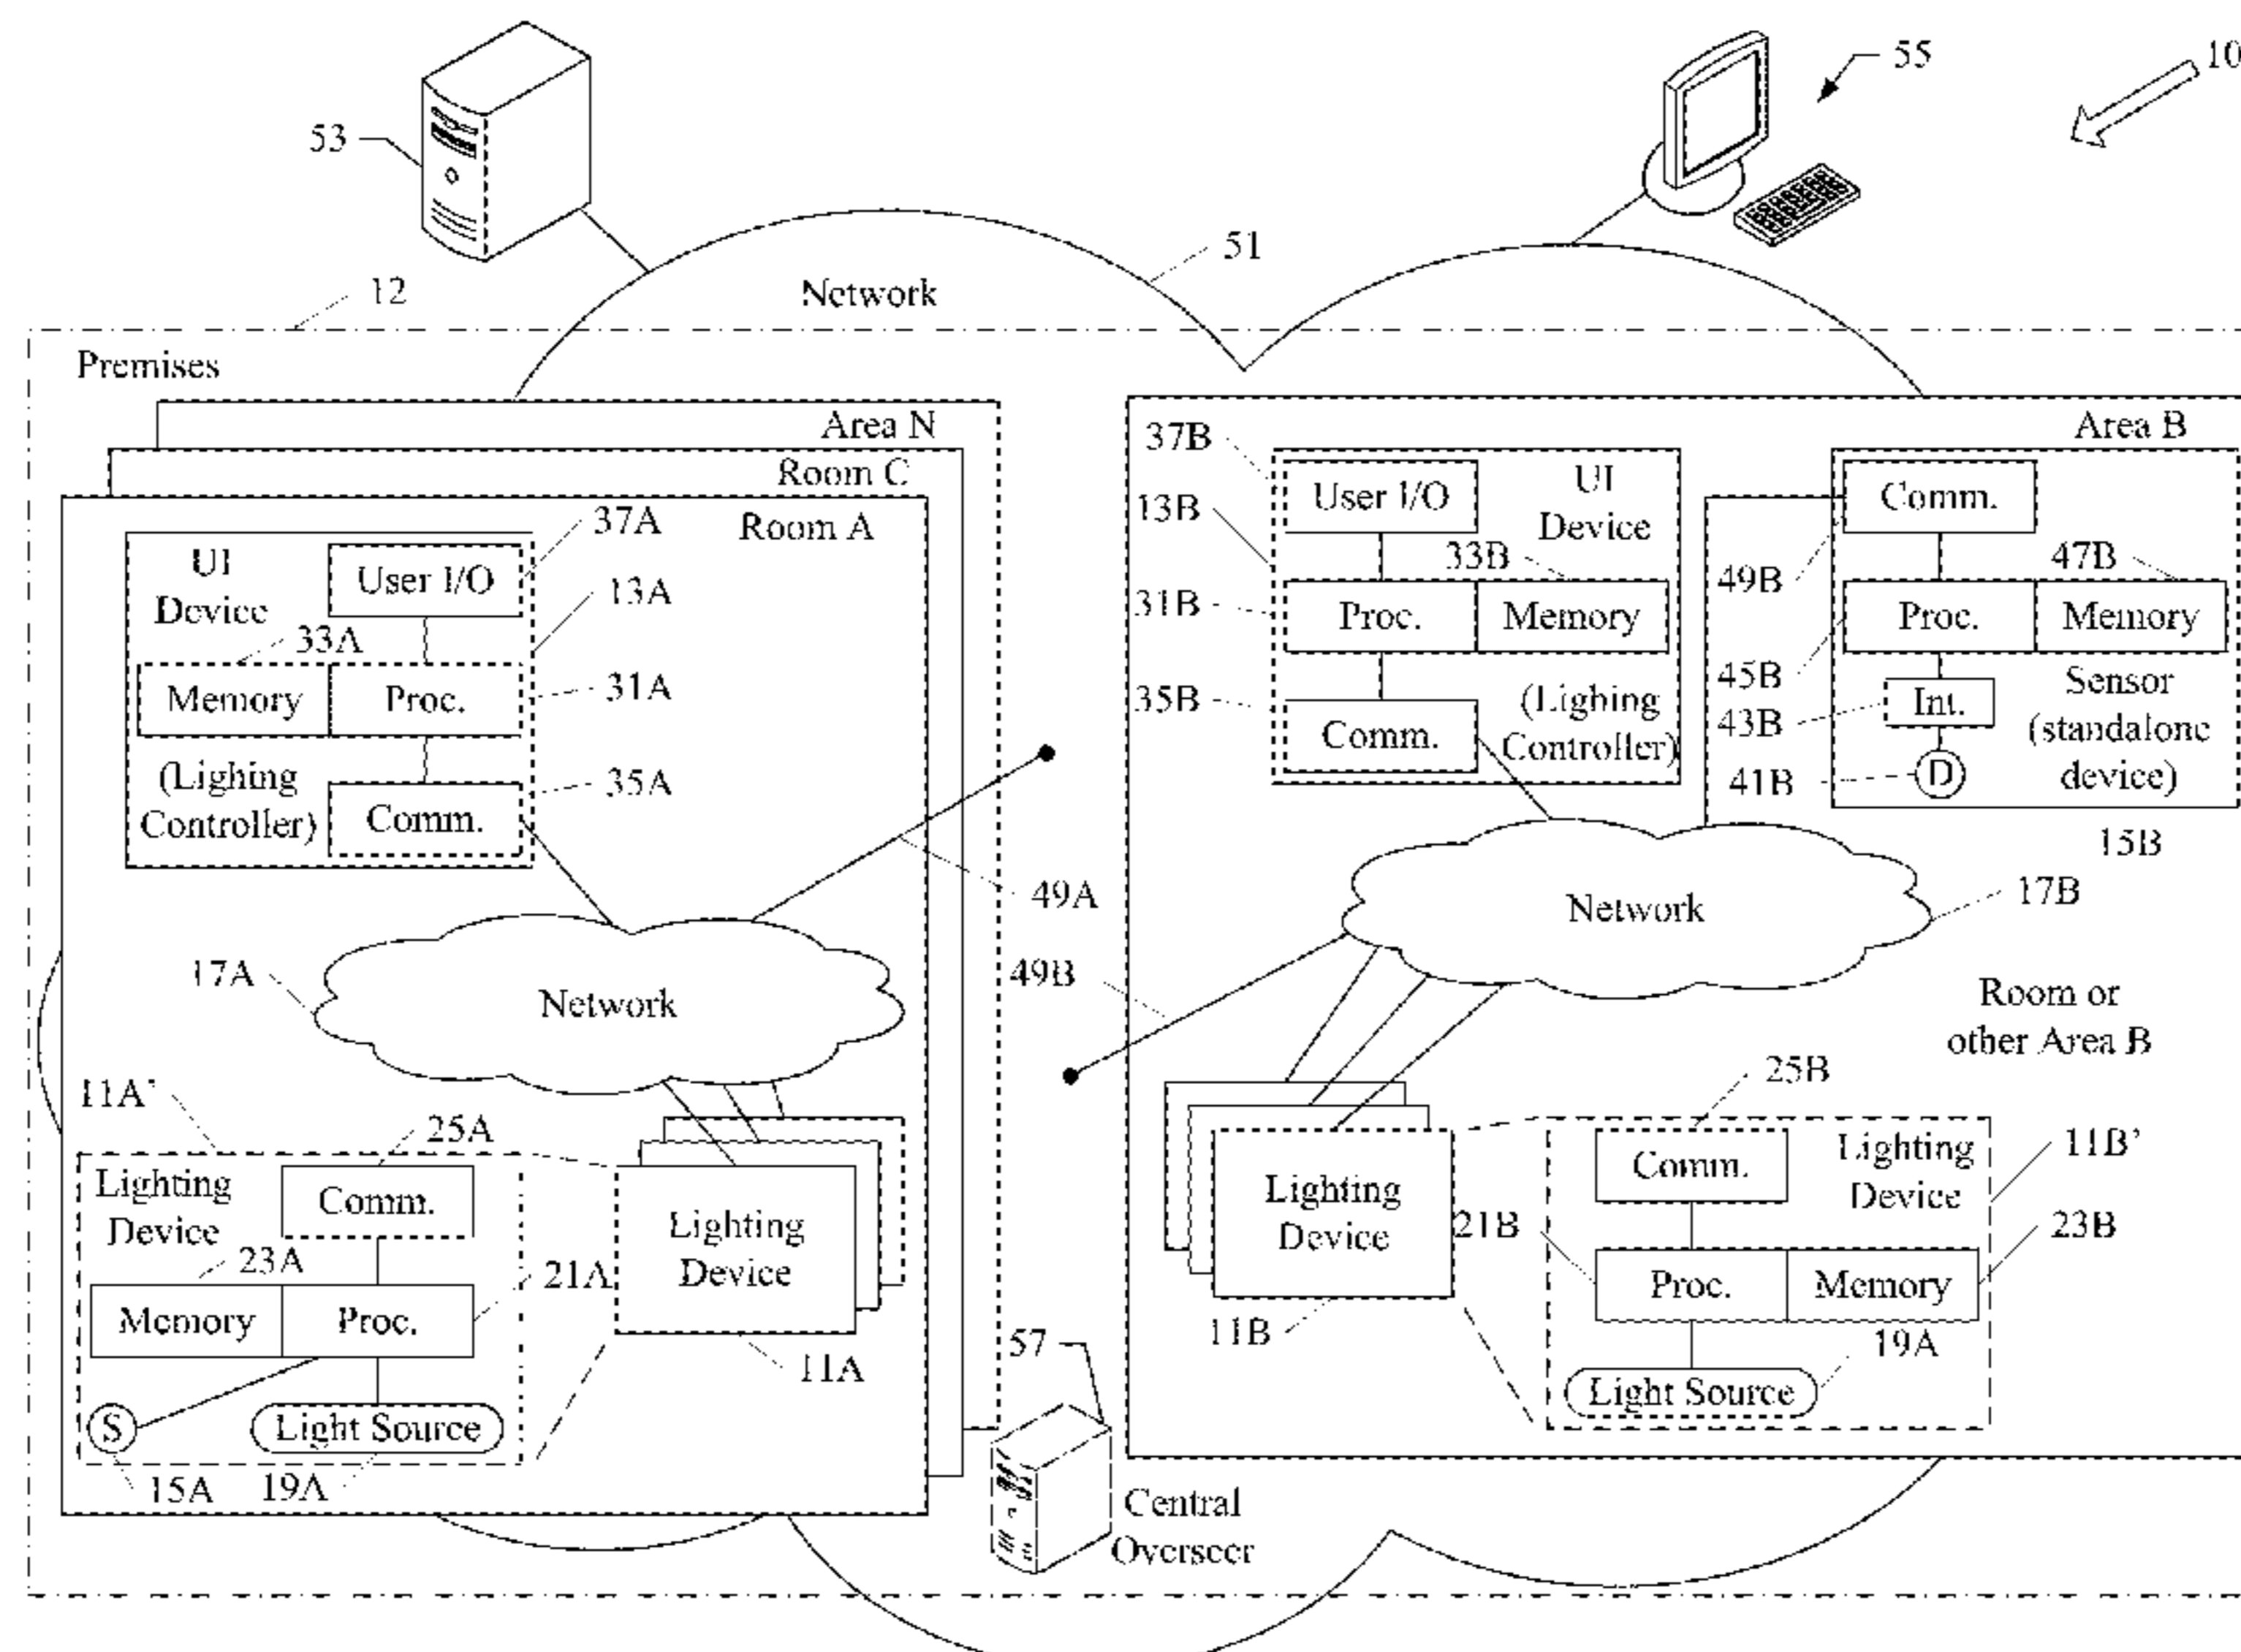 53
55
10
51
12
Network
Premises
Area N
Room C
Room A
37A
UI
Device
User I/O
13A
33A
Memory
Proc.
31A
(Lighing
Controller)
35A
Comm.
49A
17A
Network
11A'
25A
Lighting
Device
Comm.
23A
21A
Memory
Proc.
Lighting
Device
11A
S
Light Source
15A
19A
Area B
37B
User I/O
UI
Device
13B
33B
31B
Proc.
Memory
35B
Comm.
(Lighing
Controller)
Comm.
49B
47B
Proc.
Memory
45B
Int.
Sensor
(standalone
device)
43B
41B
D
15B
Network
17B
49B
Room or
other Area B
25B
Lighting
Device
11B
Comm.
Lighting
Device
11B’
21B
23B
Proc.
Memory
19A
Light Source
57
Central
Overseer